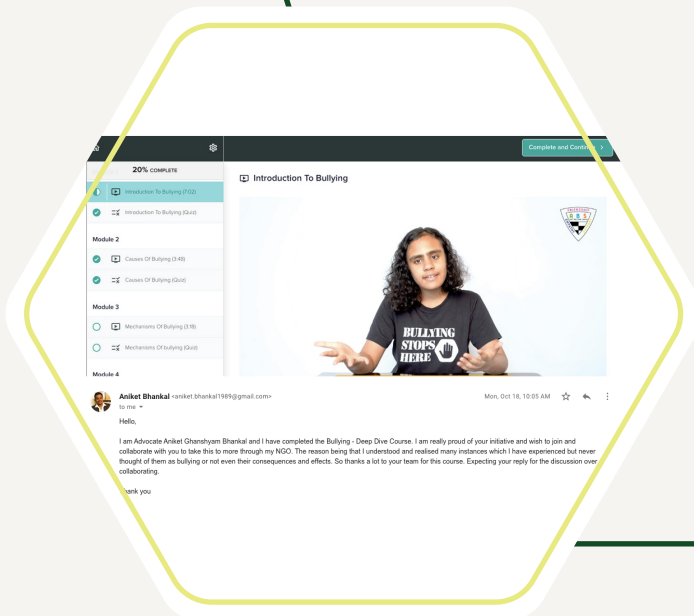 Complete and Continue >
20% COMPLETE
Introduction To Bullying
Introduction To Bullying (7:02)
Introduction To Bullying (Quiz)
Module 2
Causes Of Bullying (3:49)
Causes Of Bullying (Quiz)
Module 3
Mechanisms Of Bullying (3:18)
Mechanisms Of bullying (Quiz)
Module 4
A B S
BULLYING
STOPS
HERE
Aniket Bhankal <aniket.bhankal1989@gmail.com>
Mon, Oct 18, 10:05 AM
to me
Hello,
I am Advocate Aniket Ghanshyam Bhankal and I have completed the Bullying - Deep Dive Course. I am really proud of your initiative and wish to join and
collaborate with you to take this to more through my NGO. The reason being that I understood and realised many instances which I have experienced but never
thought of them as bullying or not even their consequences and effects. So thanks a lot to your team for this course. Expecting your reply for the discussion over
collaborating.
hank you